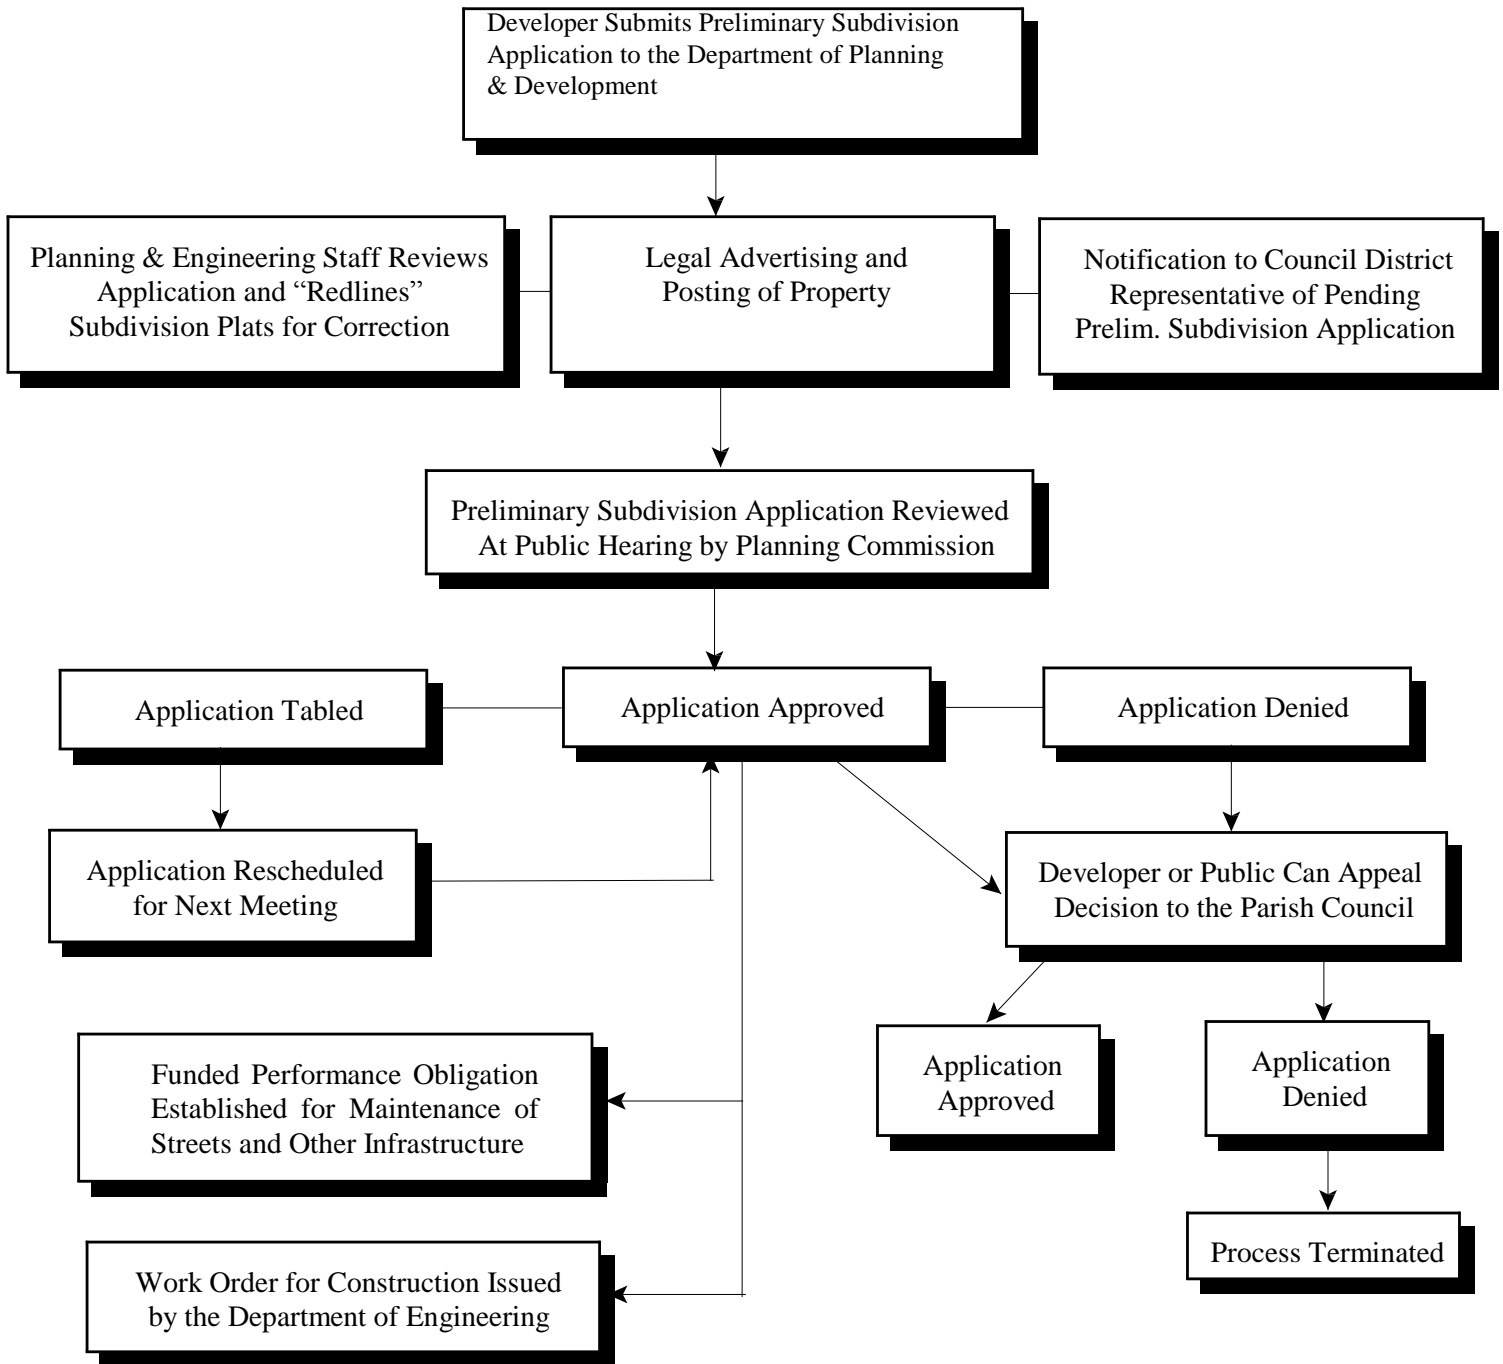 Developer Submits Preliminary Subdivision
Application to the Department of Planning
& Development
Planning & Engineering Staff Reviews
Application and “Redlines”
Subdivision Plats for Correction
Legal Advertising and
Posting of Property
Notification to Council District
Representative of Pending
Prelim. Subdivision Application
Preliminary Subdivision Application Reviewed
At Public Hearing by Planning Commission
Application Tabled
Application Approved
Application Denied
Application Rescheduled
for Next Meeting
Developer or Public Can Appeal
Decision to the Parish Council
Funded Performance Obligation
Established for Maintenance of
Streets and Other Infrastructure
Application
Approved
Application
Denied
Work Order for Construction Issued
by the Department of Engineering
Process Terminated